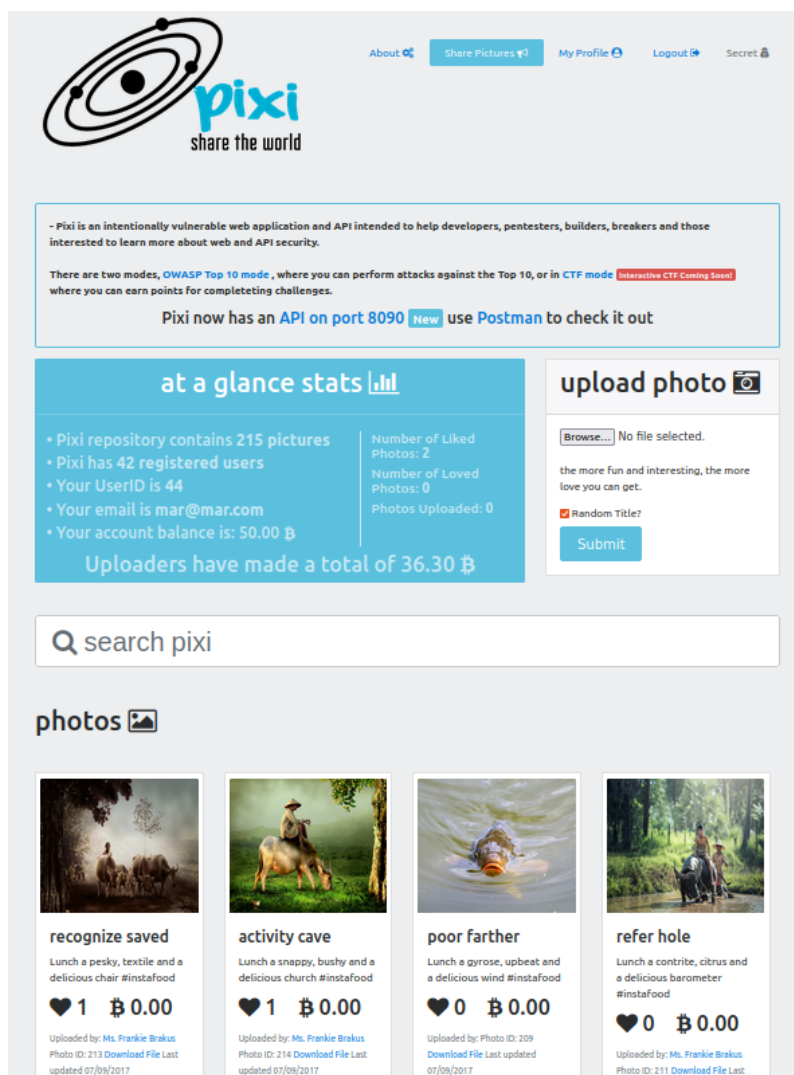 pixi
share the world
About
Share Pictures
My Profile
Logout
Secret
- Pixi is an intentionally vulnerable web application and API intended to help developers, pentesters, builders, breakers and those
interested to learn more about web and API security.
There are two modes, OWASP Top 10 mode , where you can perform attacks against the Top 10, or in CTF mode Interactive CTF Coming Soon!
where you can earn points for completeting challenges.
Pixi now has an API on port 8090 New use Postman to check it out
at a glance stats
• Pixi repository contains 215 pictures
• Pixi has 42 registered users
• Your UserID is 44
• Your email is mar@mar.com
• Your account balance is: 50.00 ₿
Number of Liked
Photos: 2
Number of Loved
Photos: 0
Photos Uploaded: 0
Uploaders have made a total of 36.30 ₿
upload photo
Browse... No file selected.
the more fun and interesting, the more
love you can get.
Random Title?
Submit
search pixi
photos
recognize saved
Lunch a pesky, textile and a
delicious chair #instafood
1 ₿ 0.00
Uploaded by: Ms. Frankie Brakus
Photo ID: 213 Download File Last
updated 07/09/2017
activity cave
Lunch a snappy, bushy and a
delicious church #instafood
1 ₿ 0.00
Uploaded by: Ms. Frankie Brakus
Photo ID: 214 Download File Last
updated 07/09/2017
poor farther
Lunch a gyrose, upbeat and
a delicious wind #instafood
0 ₿ 0.00
Uploaded by: Photo ID: 209
Download File Last updated
07/09/2017
refer hole
Lunch a contrite, citrus and
a delicious barometer
#instafood
0 ₿ 0.00
Uploaded by: Ms. Frankie Brakus
Photo ID: 211 Download File Last